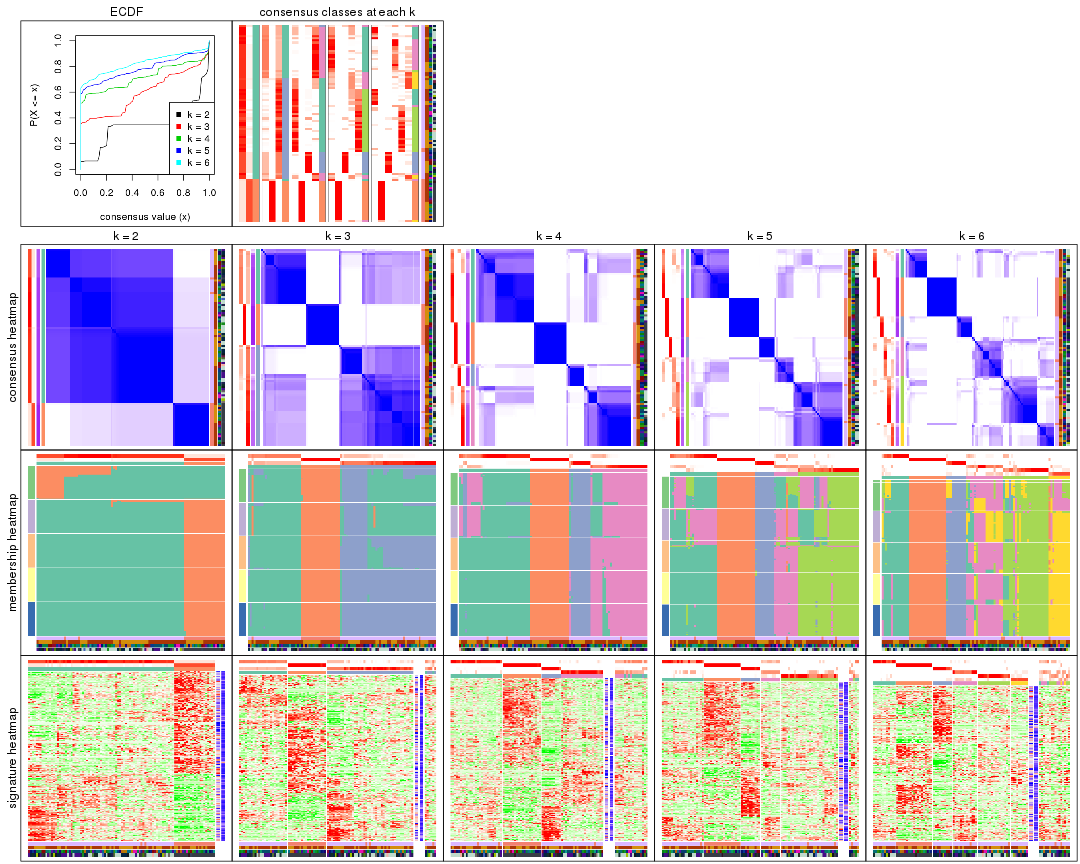 ECDF
consensus classes at each k
P(X <= x)
1.0
0.8
0.6
0.4
0.2
0.0
k = 2
k = 3
k = 4
k = 5
k = 6
0.0 0.2 0.4 0.6 0.8 1.0
consensus value (x)
k = 2
k = 3
k = 4
k = 5
k = 6
consensus heatmap
membership heatmap
signature heatmap